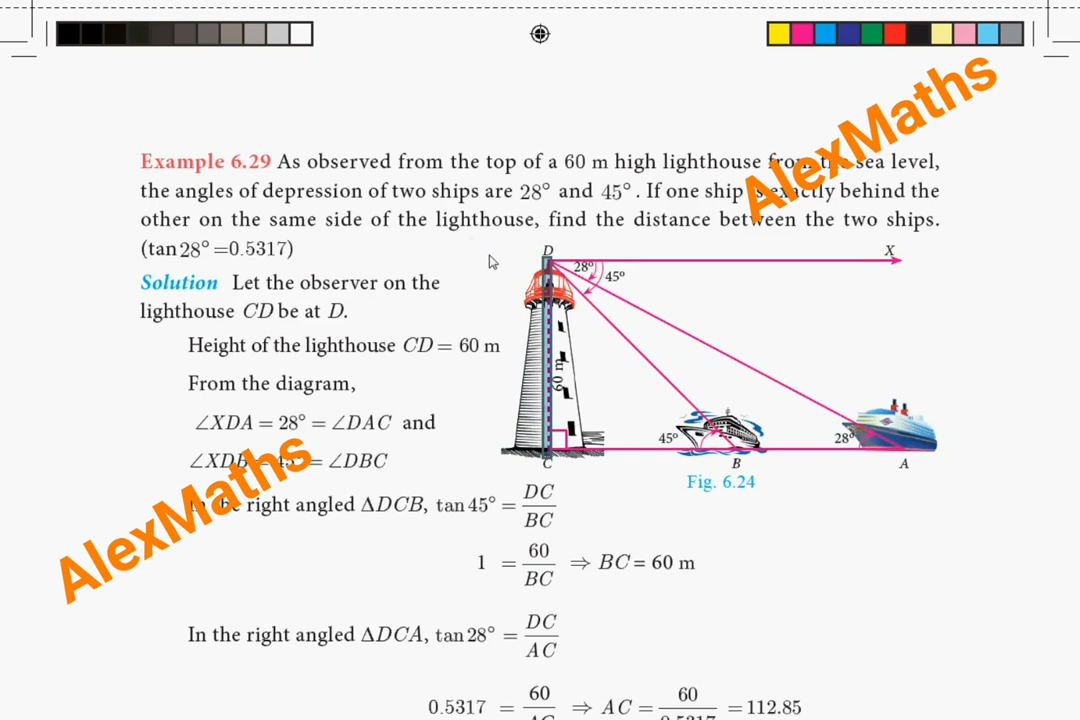 AlexMaths
Example 6.29 As observed from the top of a 60 m high lighthouse from the sea level,
the angles of depression of two ships are 28° and 45° . If one ship is exactly behind the
other on the same side of the lighthouse, find the distance between the two ships.
(tan 28° =0.5317)
D
X
28°
45°
Solution Let the observer on the
lighthouse CD be at D.
Height of the lighthouse CD = 60 m
60 m
From the diagram,
∠XDA = 28° = ∠DAC and
45°
28°
∠XDB = 45° = ∠DBC
C
B
A
Fig. 6.24
AlexMaths
In the right angled ΔDCB, tan 45° = DC/BC
1 = 60/BC ⇒ BC = 60 m
In the right angled ΔDCA, tan 28° = DC/AC
0.5317 = 60/AC ⇒ AC = 60/0.5317 = 112.85